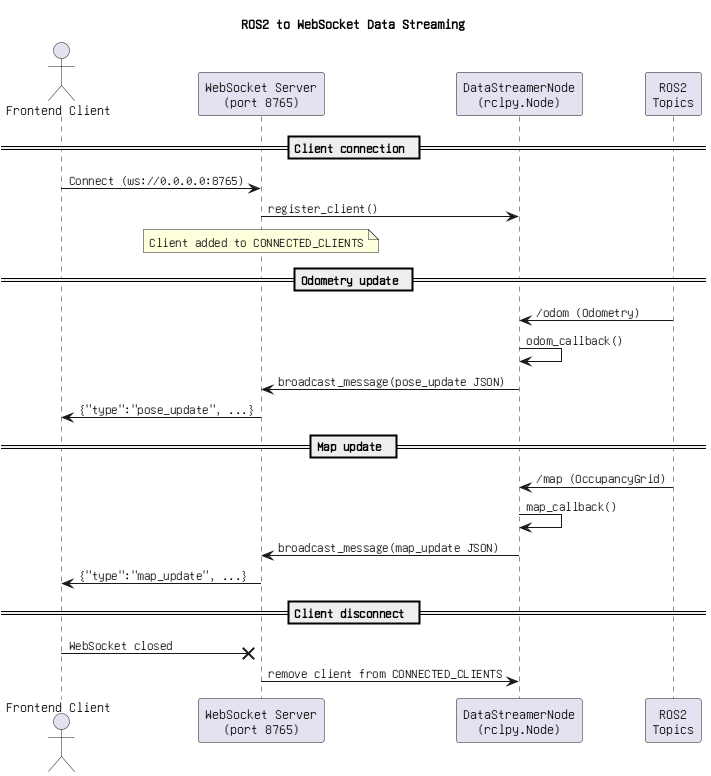 ROS2 to WebSocket Data Streaming
Frontend Client
WebSocket Server
(port 8765)
DataStreamerNode
(rclpy.Node)
ROS2
Topics
Client connection
Connect (ws://0.0.0.0:8765)
register_client()
Client added to CONNECTED_CLIENTS
Odometry update
/odom (Odometry)
odom_callback()
broadcast_message(pose_update JSON)
{"type":"pose_update", ...}
Map update
/map (OccupancyGrid)
map_callback()
broadcast_message(map_update JSON)
{"type":"map_update", ...}
Client disconnect
WebSocket closed
remove client from CONNECTED_CLIENTS
Frontend Client
WebSocket Server
(port 8765)
DataStreamerNode
(rclpy.Node)
ROS2
Topics